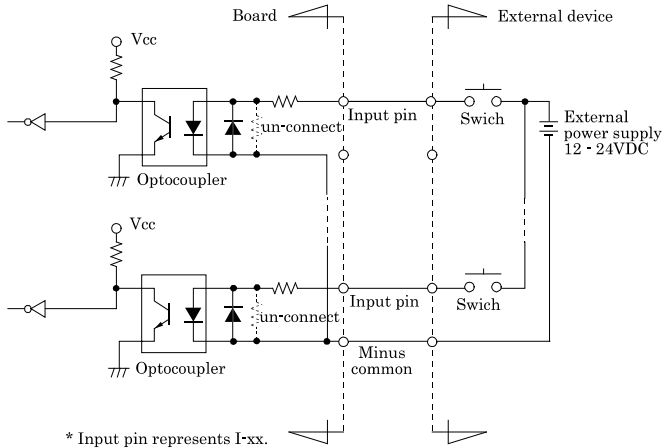 Board
External device
Vcc
un-connect
Input pin
Swich
External
power supply
12 - 24VDC
Optocoupler
Vcc
un-connect
Input pin
Swich
Optocoupler
Minus
common
* Input pin represents I-xx.